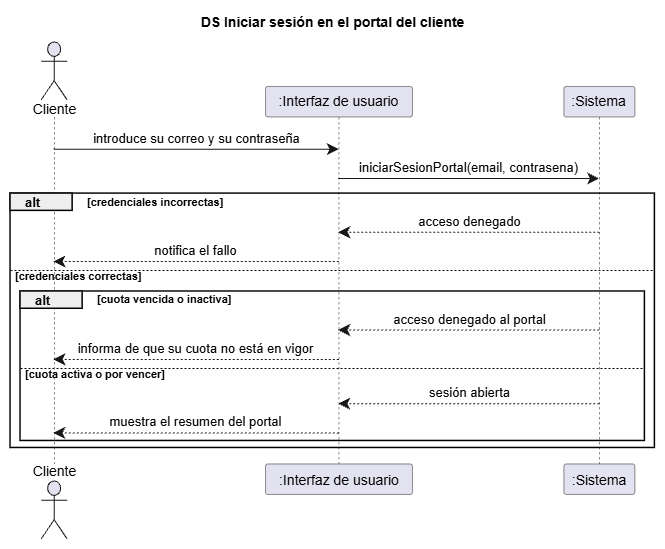 DS Iniciar sesión en el portal del cliente
Cliente
:Interfaz de usuario
:Sistema
introduce su correo y su contraseña
iniciarSesionPortal(email, contrasena)
alt [credenciales incorrectas]
acceso denegado
notifica el fallo
[credenciales correctas]
alt [cuota vencida o inactiva]
acceso denegado al portal
informa de que su cuota no está en vigor
[cuota activa o por vencer]
sesión abierta
muestra el resumen del portal
Cliente
:Interfaz de usuario
:Sistema